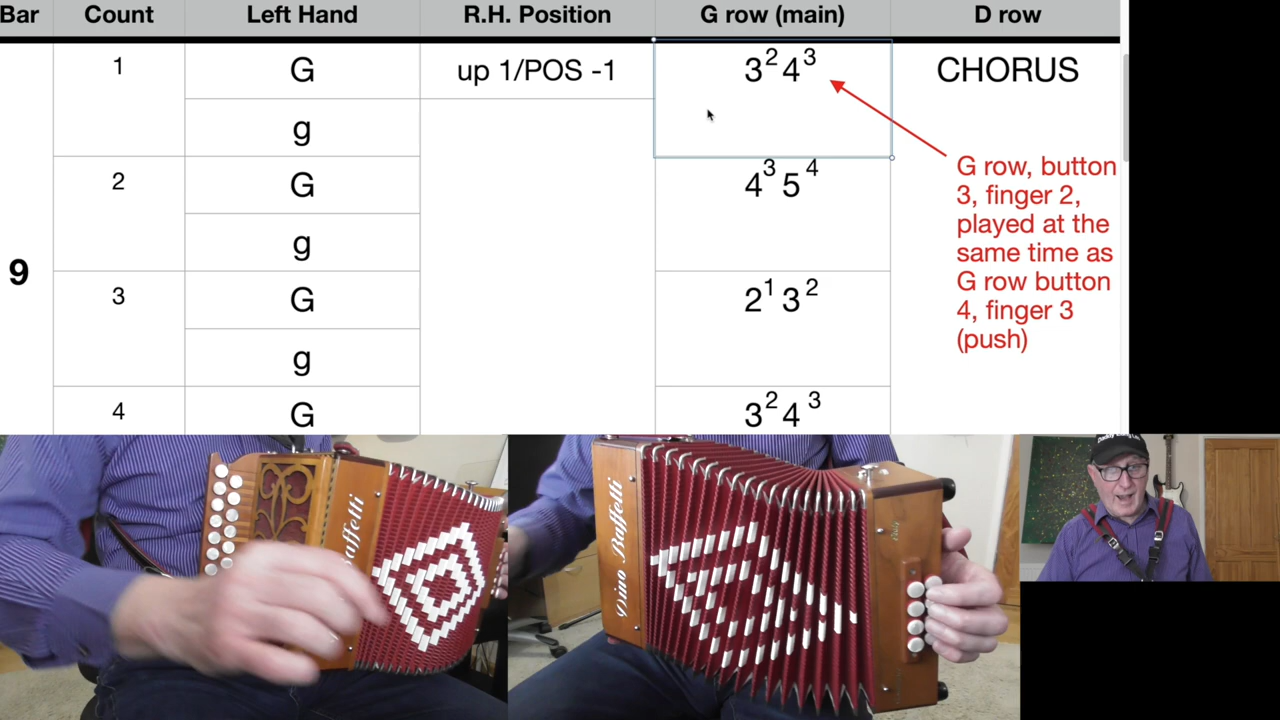 Bar Count Left Hand R.H. Position G row (main) D row
1 G up 1/POS -1 3² 4³ CHORUS
g
2 G 4³ 5⁴
g
9
3 G 2¹ 3²
g
4 G 3² 4³
G row, button
3, finger 2,
played at the
same time as
G row button
4, finger 3
(push)
Baffetti
Dino Baffetti